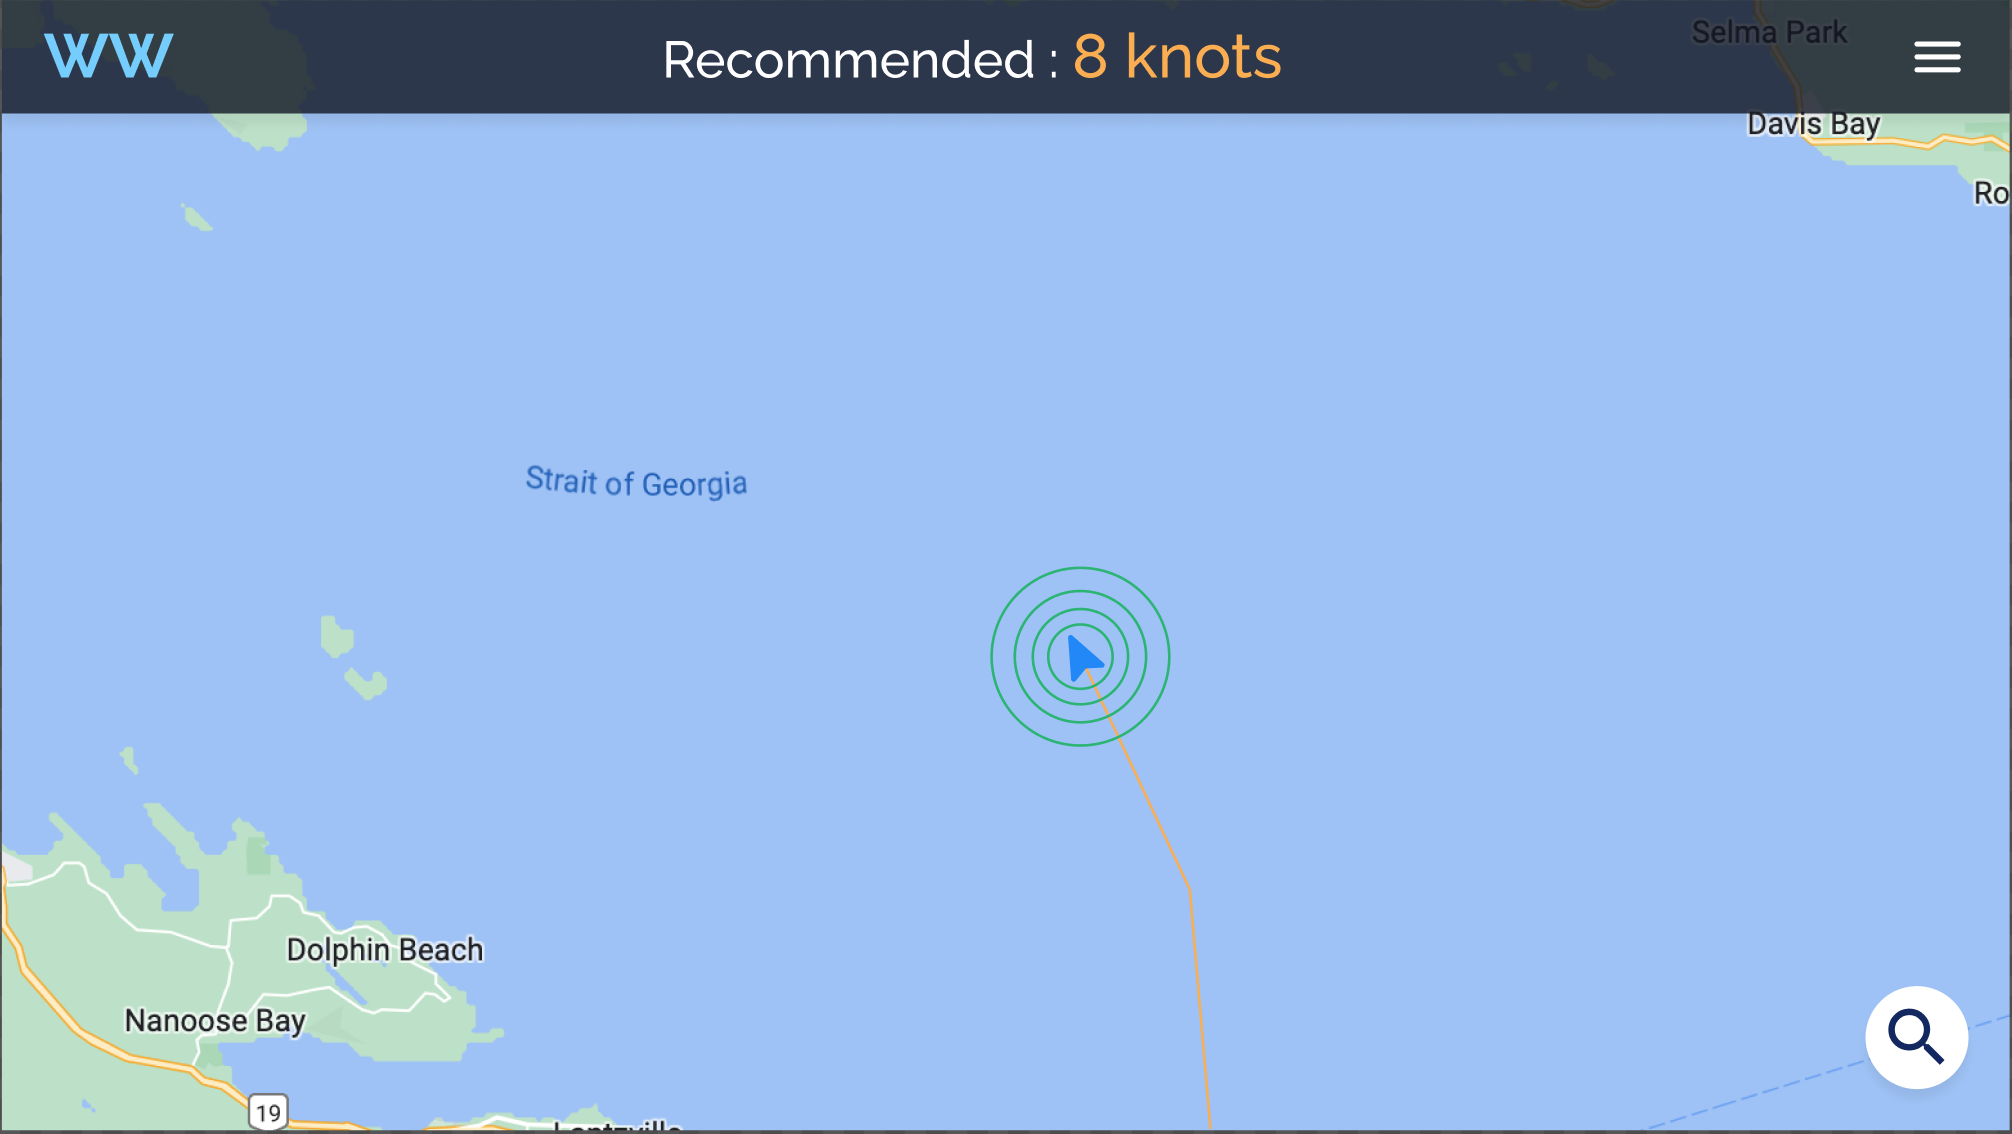 WW
Recommended : 8 knots
Selma Park
Davis Bay
Ro
Strait of Georgia
Dolphin Beach
Nanoose Bay
19